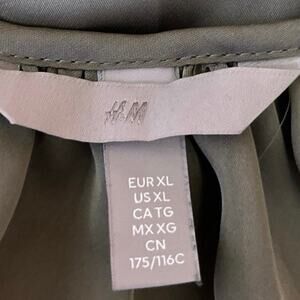 H&M
EUR XL
US XL
CA TG
MX XG
CN
175/116C